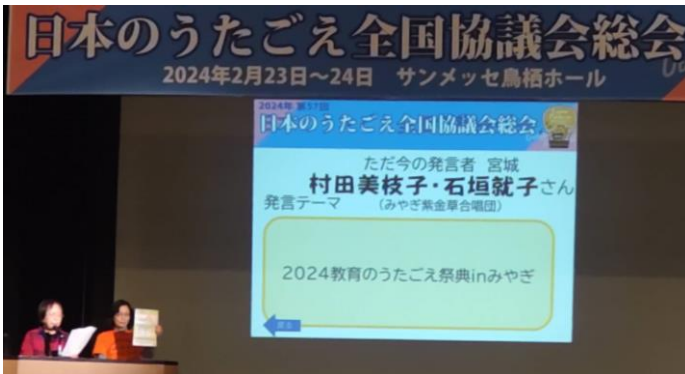 日本のうたごえ全国協議会総会
2024年2月23日～24日 サンメッセ鳥栖ホール
2024年 第57回
日本のうたごえ全国協議会総会
ただ今の発言者 宮城
村田美枝子・石垣就子さん
発言テーマ (みやぎ紫金草合唱団)
2024教育のうたごえ祭典inみやぎ
戻る